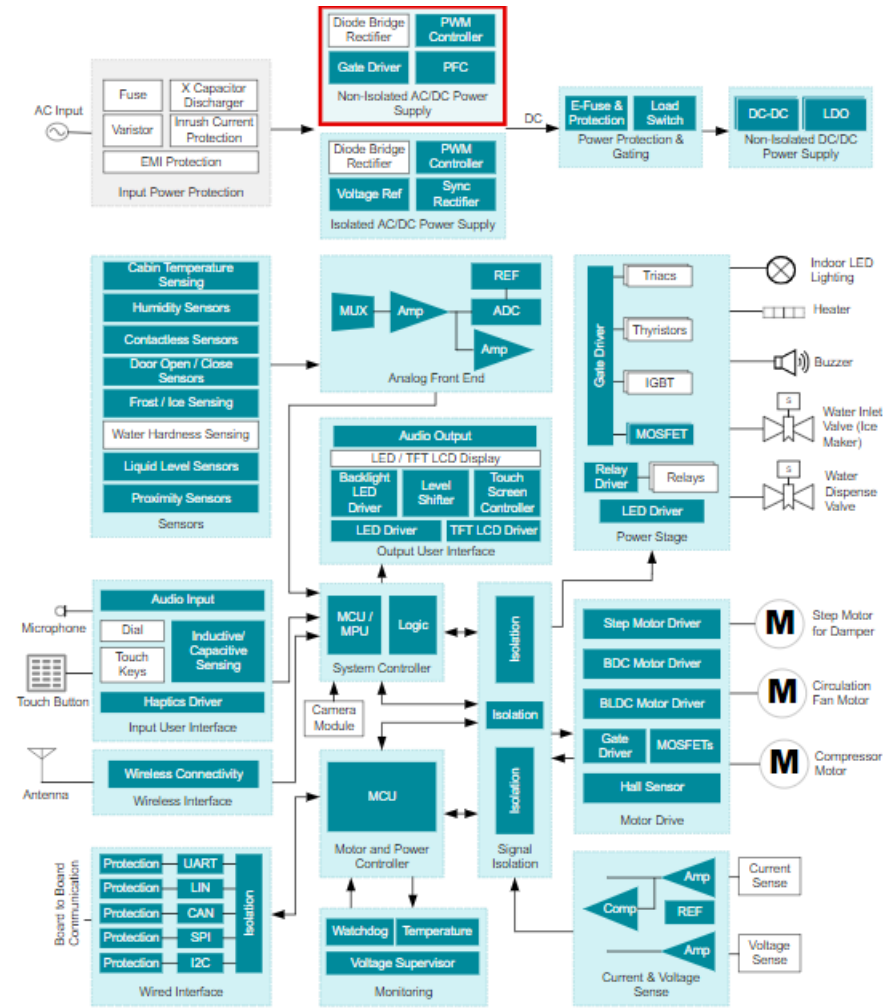 AC Input
Fuse
X Capacitor
Discharger
Varistor
Inrush Current
Protection
EMI Protection
Input Power Protection
Diode Bridge
Rectifier
PWM
Controller
Gate Driver
PFC
Non-Isolated AC/DC Power
Supply
Diode Bridge
Rectifier
PWM
Controller
Voltage Ref
Sync
Rectifier
Isolated AC/DC Power Supply
DC
E-Fuse &
Protection
Load
Switch
Power Protection &
Gating
DC-DC
LDO
Non-Isolated DC/DC
Power Supply
Cabin Temperature
Sensing
Humidity Sensors
Contactless Sensors
Door Open / Close
Sensors
Frost / Ice Sensing
Water Hardness Sensing
Liquid Level Sensors
Proximity Sensors
Sensors
MUX
Amp
REF
ADC
Amp
Analog Front End
Audio Output
LED / TFT LCD Display
Backlight
LED
Driver
Level
Shifter
Touch
Screen
Controller
LED Driver
TFT LCD Driver
Output User Interface
Gate Driver
Triacs
Thyristors
IGBT
MOSFET
Relay
Driver
Relays
LED Driver
Power Stage
Indoor LED
Lighting
Heater
Buzzer
S
Water Inlet
Valve (Ice
Maker)
S
Water
Dispense
Valve
Microphone
Touch Button
Audio Input
Dial
Touch
Keys
Inductive/
Capacitive
Sensing
Haptics Driver
Input User Interface
MCU /
MPU
Logic
System Controller
Camera
Module
Isolation
Isolation
Isolation
Signal
Isolation
Step Motor Driver
BDC Motor Driver
BLDC Motor Driver
Gate
Driver
MOSFETs
Hall Sensor
Motor Drive
M
Step Motor
for Damper
M
Circulation
Fan Motor
M
Compressor
Motor
Antenna
Wireless Connectivity
Wireless Interface
MCU
Motor and Power
Controller
Board to Board
Communication
Protection
UART
Protection
LIN
Protection
CAN
Protection
SPI
Protection
I2C
Isolation
Wired Interface
Watchdog
Temperature
Voltage Supervisor
Monitoring
Amp
Comp
REF
Amp
Current & Voltage
Sense
Current
Sense
Voltage
Sense